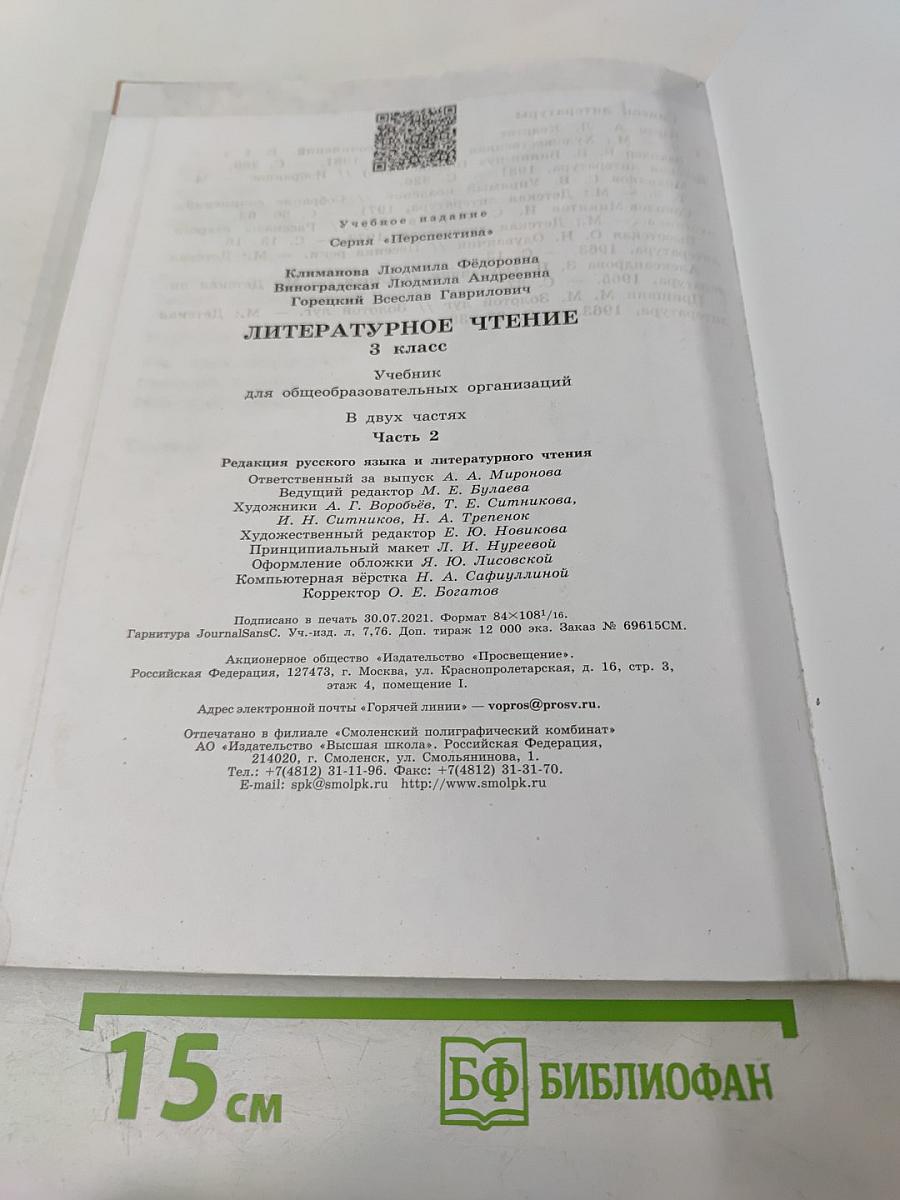 Учебное издание
Серия «Перспектива»
Климанова Людмила Фёдоровна
Виноградская Людмила Андреевна
Горецкий Всеслав Гаврилович
ЛИТЕРАТУРНОЕ ЧТЕНИЕ
3 класс
Учебник
для общеобразовательных организаций
В двух частях
Часть 2
Редакция русского языка и литературного чтения
Ответственный за выпуск А. А. Миронова
Ведущий редактор М. Е. Булаева
Художники А. Г. Воробьёв, Т. Е. Ситникова,
И. Н. Ситников, Н. А. Трепенок
Художественный редактор Е. Ю. Новикова
Принципиальный макет Л. И. Нуреевой
Оформление обложки Я. Ю. Лисовской
Компьютерная вёрстка Н. А. Сафиуллиной
Корректор О. Е. Богатов
Подписано в печать 30.07.2021. Формат 84×108¹/₁₆.
Гарнитура JournalSansC. Уч.-изд. л. 7,76. Доп. тираж 12 000 экз. Заказ № 69615СМ.
Акционерное общество «Издательство «Просвещение».
Российская Федерация, 127473, г. Москва, ул. Краснопролетарская, д. 16, стр. 3,
этаж 4, помещение I.
Адрес электронной почты «Горячей линии» — vopros@prosv.ru.
Отпечатано в филиале «Смоленский полиграфический комбинат»
АО «Издательство «Высшая школа». Российская Федерация,
214020, г. Смоленск, ул. Смольянинова, 1.
Тел.: +7(4812) 31-11-96. Факс: +7(4812) 31-31-70.
E-mail: spk@smolpk.ru http://www.smolpk.ru
15 см
БФ БИБЛИОФАН